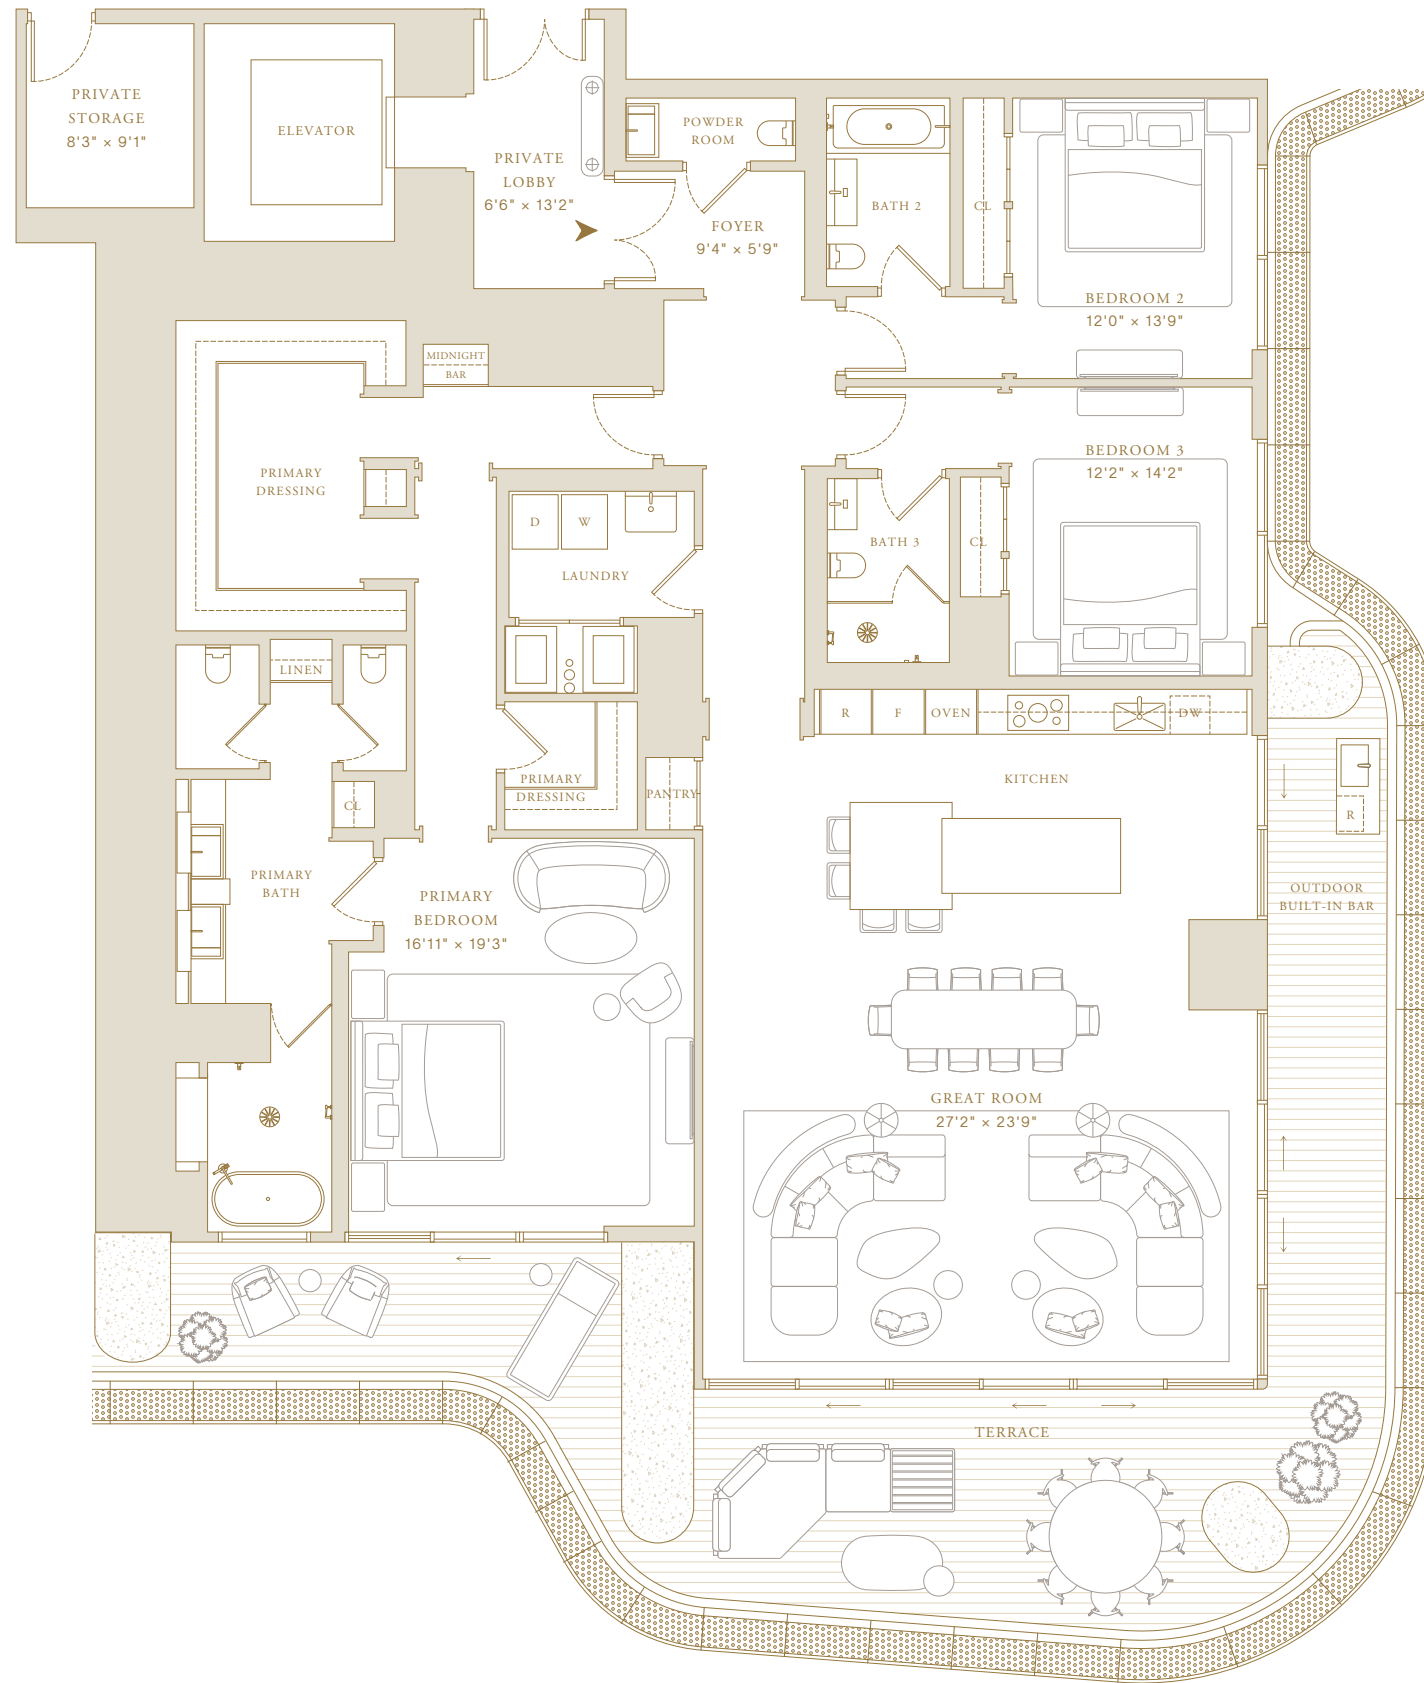 PRIVATE
STORAGE
8'3" × 9'1"
ELEVATOR
PRIVATE
LOBBY
6'6" × 13'2"
POWDER
ROOM
FOYER
9'4" × 5'9"
BATH 2
CL
BEDROOM 2
12'0" × 13'9"
MIDNIGHT
BAR
PRIMARY
DRESSING
BEDROOM 3
12'2" × 14'2"
D
W
LAUNDRY
BATH 3
CL
LINEN
R
F
OVEN
DW
PRIMARY
DRESSING
PANTRY
KITCHEN
CL
R
PRIMARY
BATH
PRIMARY
BEDROOM
16'11" × 19'3"
OUTDOOR
BUILT-IN BAR
GREAT ROOM
27'2" × 23'9"
TERRACE